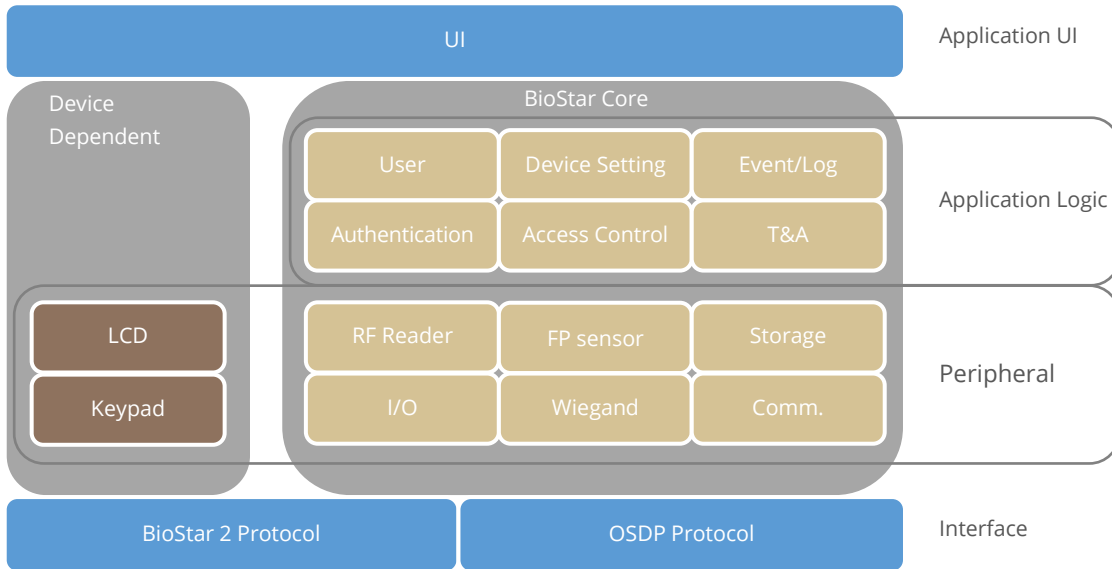 UI
Application UI
Device
Dependent
BioStar Core
User
Device Setting
Event/Log
Authentication
Access Control
T&A
Application Logic
LCD
Keypad
RF Reader
FP sensor
Storage
I/O
Wiegand
Comm.
Peripheral
BioStar 2 Protocol
OSDP Protocol
Interface